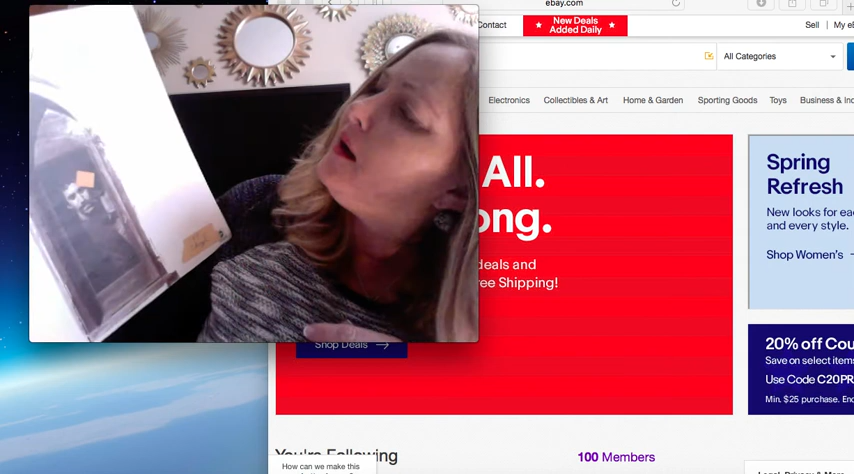 ebay.com
Contact
New Deals
Added Daily
Sell | My
All Categories
Electronics
Collectibles & Art
Home & Garden
Sporting Goods
Toys
Business &
All.
ong.
deals and
ree Shipping!
Shop Deals
Spring
Refresh
New looks for
and every style.
Shop Women's
20% off
Save on select
Use Code C20PR
Min. $25 purchase.
You're Following
100 Members
How can we make this